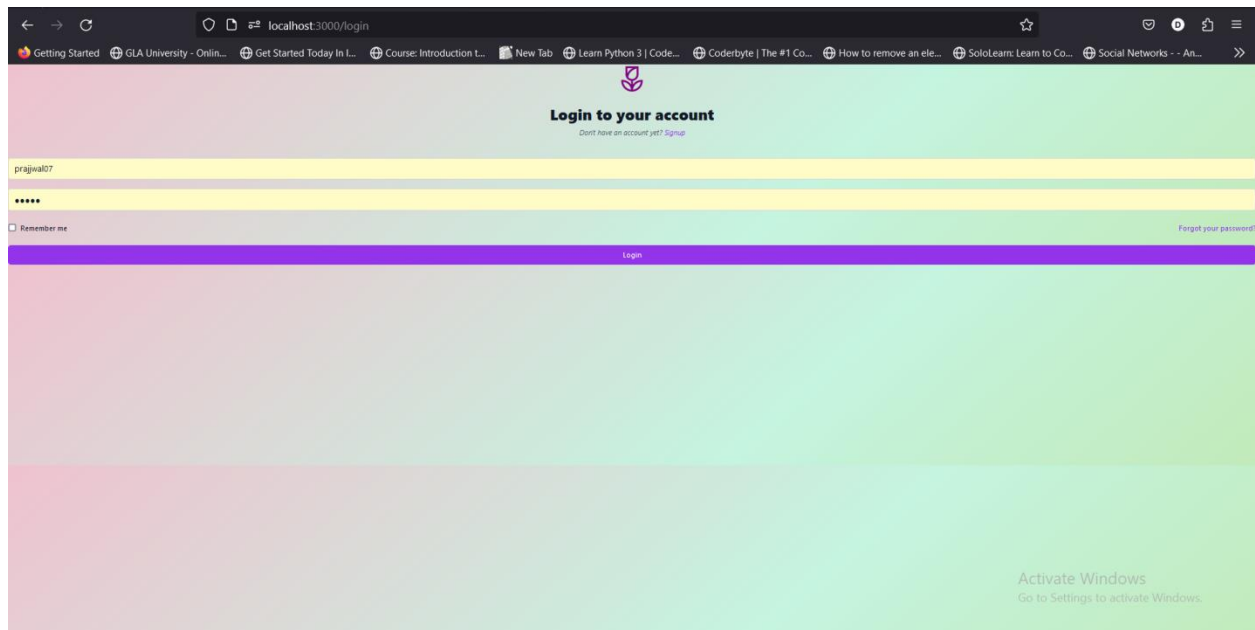 localhost:3000/login
Getting Started GLA University - Onlin... Get Started Today In I... Course: Introduction t... New Tab Learn Python 3 | Code... Coderbyte | The #1 Co... How to remove an ele... SoloLearn: Learn to Co... Social Networks - - An...
D
Login to your account
Don't have an account yet? Signup
prajjwal07
•••••
Remember me Forgot your password?
Login
Activate Windows
Go to Settings to activate Windows.